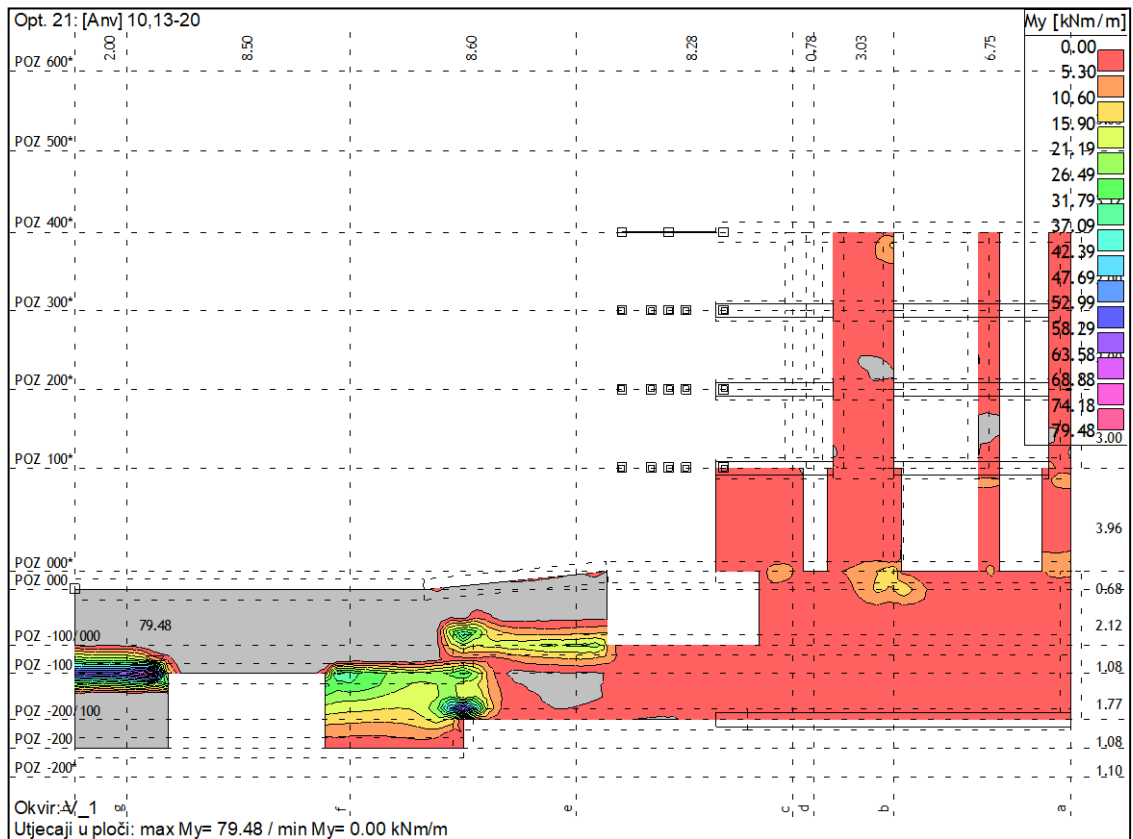 Opt. 21: [Anv] 10,13-20
My [kNm/m]
2.00
8.50
8.60
8.28
0.78
3.03
6.75
0.00
5.30
10.60
15.90
21.19
26.49
31.79
37.09
42.39
47.69
52.99
58.29
63.58
68.88
74.18
79.48
POZ 600*
POZ 500*
POZ 400*
POZ 300*
POZ 200*
POZ 100*
3.00
3.96
POZ 000*
POZ 000
0.68
79.48
2.12
POZ -100/000
POZ -100
1.08
1.77
POZ -200/100
POZ -200
1.08
POZ -200*
1.10
g
f
e
c
d
b
a
Okvir: V_1
Utjecaji u ploči: max My= 79.48 / min My= 0.00 kNm/m